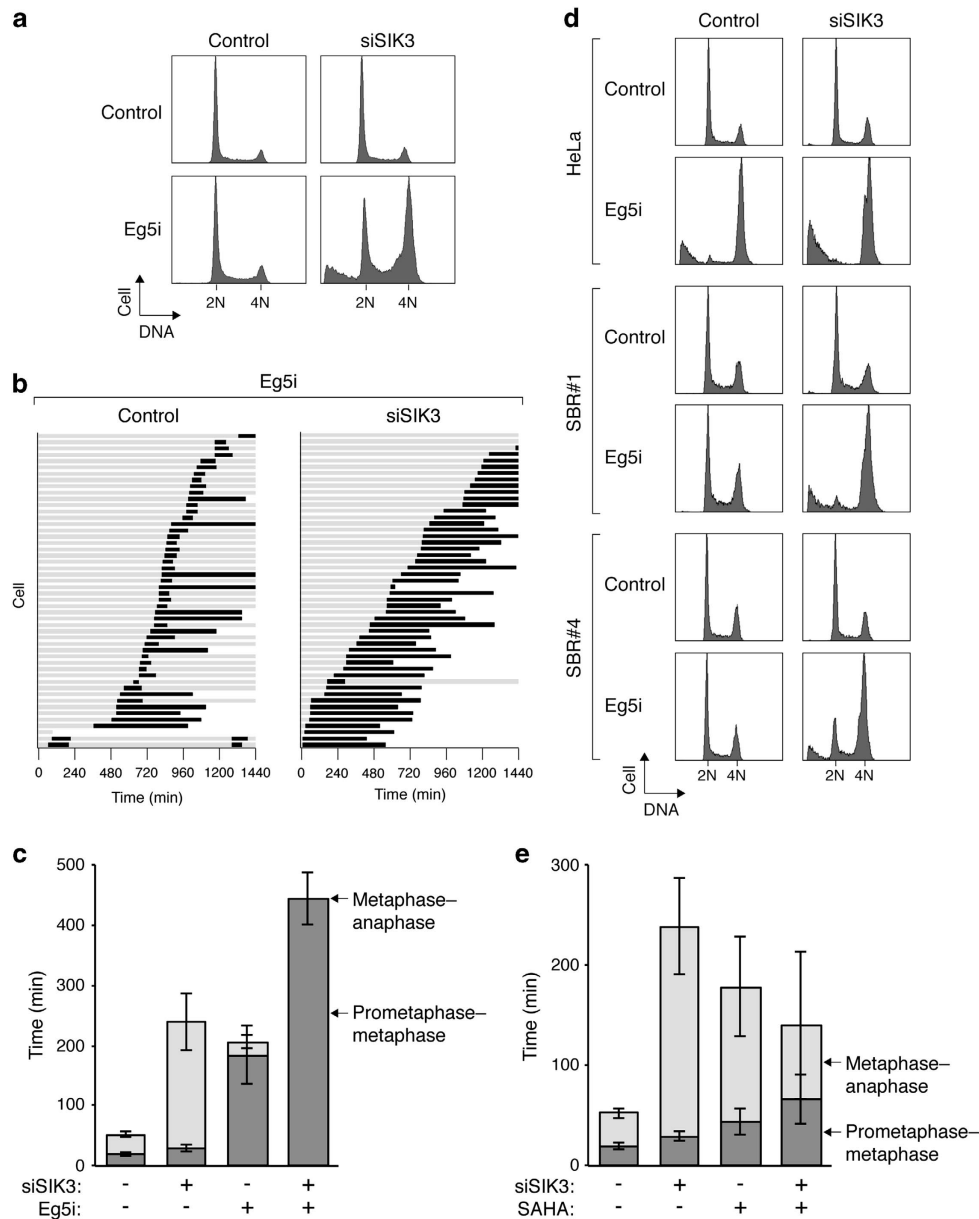 a
Control siSIK3
Control
Eg5i
Cell
DNA
2N 4N 2N 4N
b
Eg5i
Control siSIK3
Cell
0 240 480 720 960 1200 1440 0 240 480 720 960 1200 1440
Time (min) Time (min)
c
500
400
300
200
100
0
Time (min)
Metaphase–
anaphase
Prometaphase–
metaphase
siSIK3: - + - +
Eg5i: - - + +
d
Control siSIK3
HeLa
Control
Eg5i
SBR#1
Control
Eg5i
SBR#4
Control
Eg5i
Cell
DNA
2N 4N 2N 4N
e
300
200
100
0
Time (min)
Metaphase–
anaphase
Prometaphase–
metaphase
siSIK3: - + - +
SAHA: - - + +